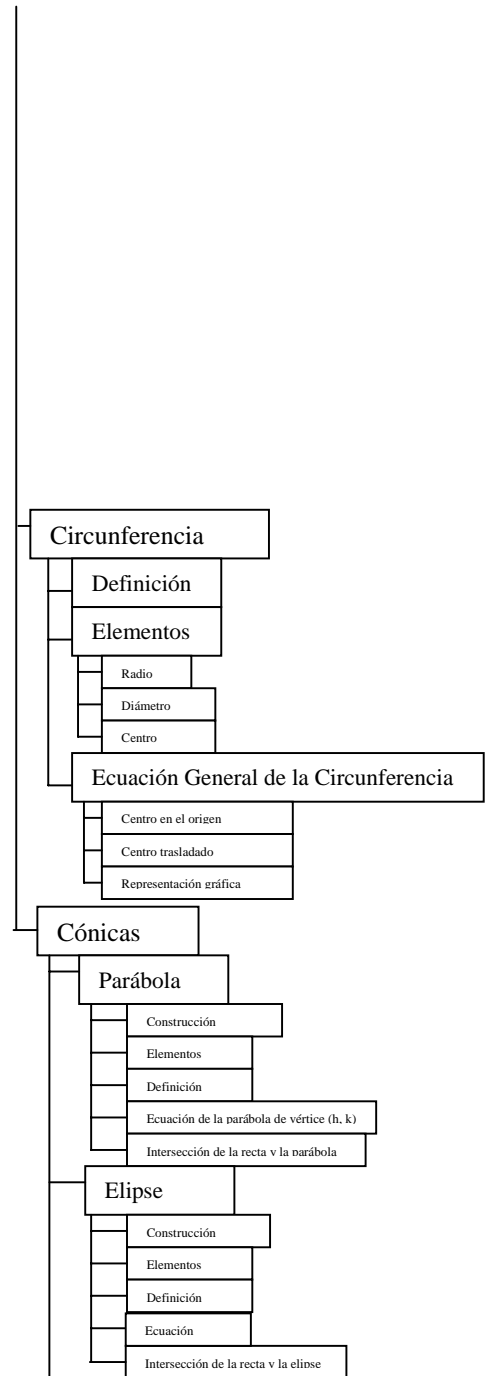 Circunferencia
Definición
Elementos
Radio
Diámetro
Centro
Ecuación General de la Circunferencia
Centro en el origen
Centro trasladado
Representación gráfica
Cónicas
Parábola
Construcción
Elementos
Definición
Ecuación de la parábola de vértice (h, k)
Intersección de la recta y la parábola
Elipse
Construcción
Elementos
Definición
Ecuación
Intersección de la recta y la elipse